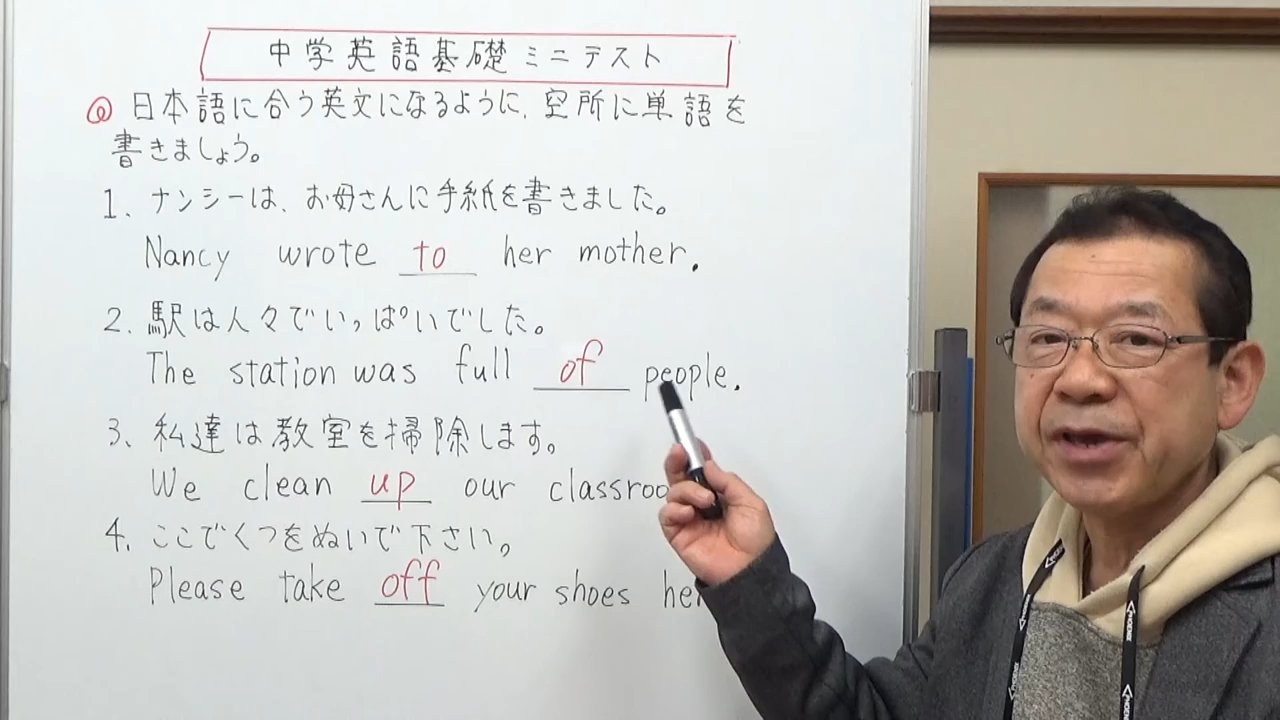 中学英語基礎ミニテスト
Q 日本語に合う英文になるように、空所に単語を
書きましょう。
1. ナンシーは、お母さんに手紙を書きました。
Nancy wrote to her mother.
2. 駅は人々でいっぱいでした。
The station was full of people.
3. 私達は教室を掃除します。
We clean up our classroo
4. ここでくつをぬいで下さい。
Please take off your shoes her